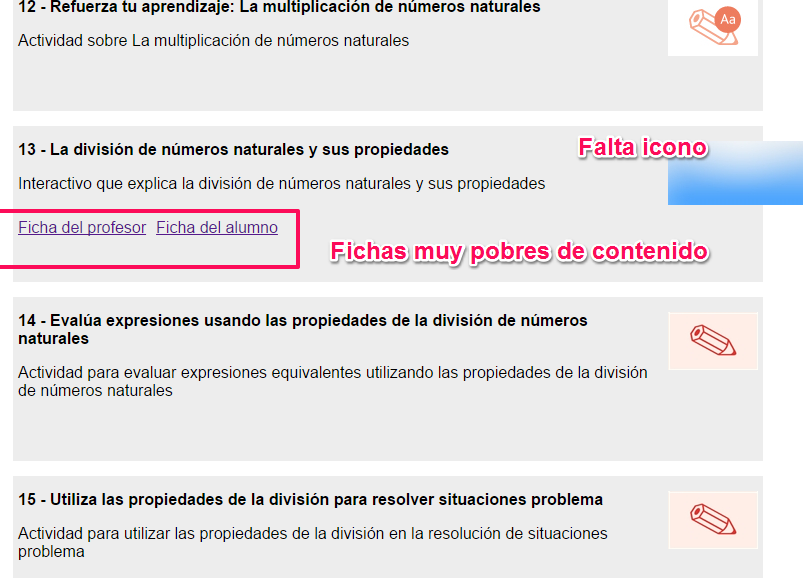 12 - Refuerza tu aprendizaje: La multiplicación de números naturales
Aa
Actividad sobre La multiplicación de números naturales
13 - La división de números naturales y sus propiedades
Falta icono
Interactivo que explica la división de números naturales y sus propiedades
Ficha del profesor Ficha del alumno
Fichas muy pobres de contenido
14 - Evalúa expresiones usando las propiedades de la división de números
naturales
Actividad para evaluar expresiones equivalentes utilizando las propiedades de la división
de números naturales
15 - Utiliza las propiedades de la división para resolver situaciones problema
Actividad para utilizar las propiedades de la división en la resolución de situaciones
problema